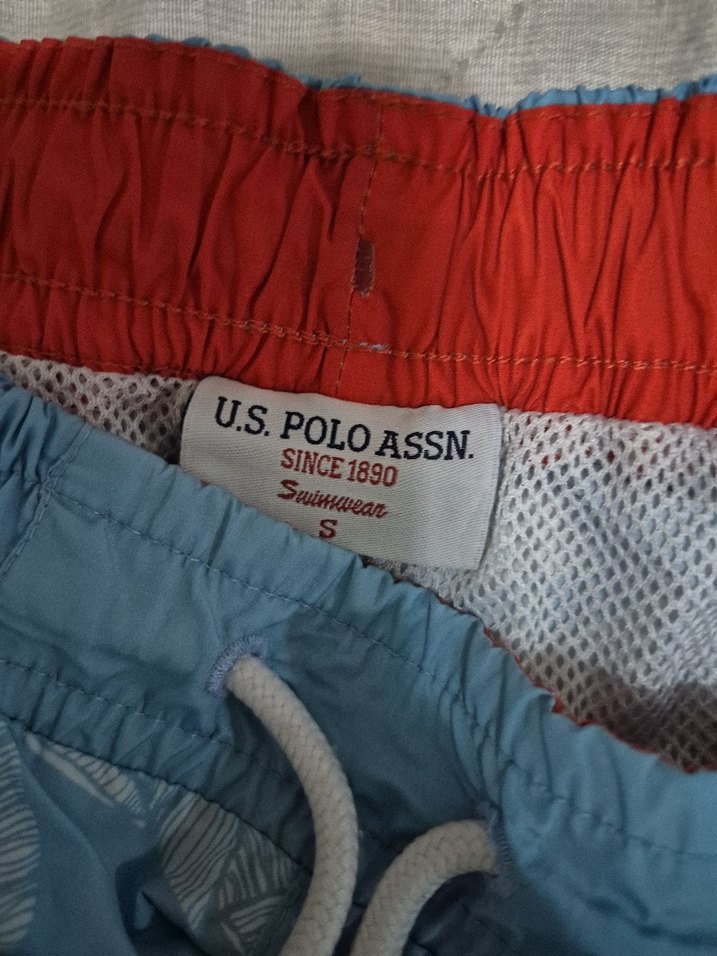 U.S. POLO ASSN.
SINCE 1890
Swimwear
S